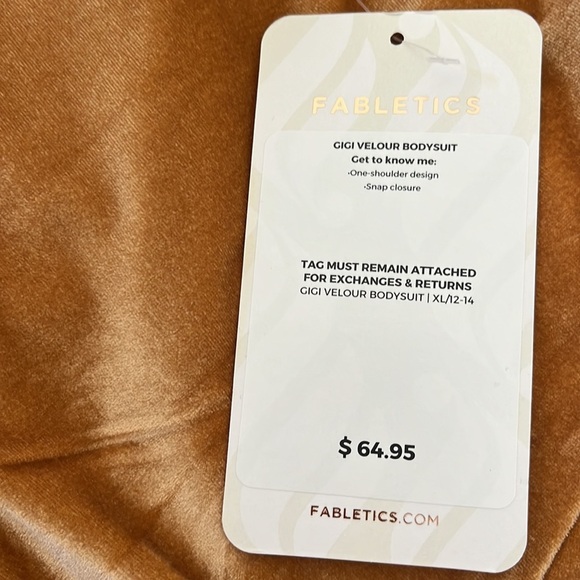 FABLETICS
GIGI VELOUR BODYSUIT
Get to know me:
•One-shoulder design
•Snap closure
TAG MUST REMAIN ATTACHED
FOR EXCHANGES & RETURNS
GIGI VELOUR BODYSUIT | XL/12-14
$ 64.95
FABLETICS.COM